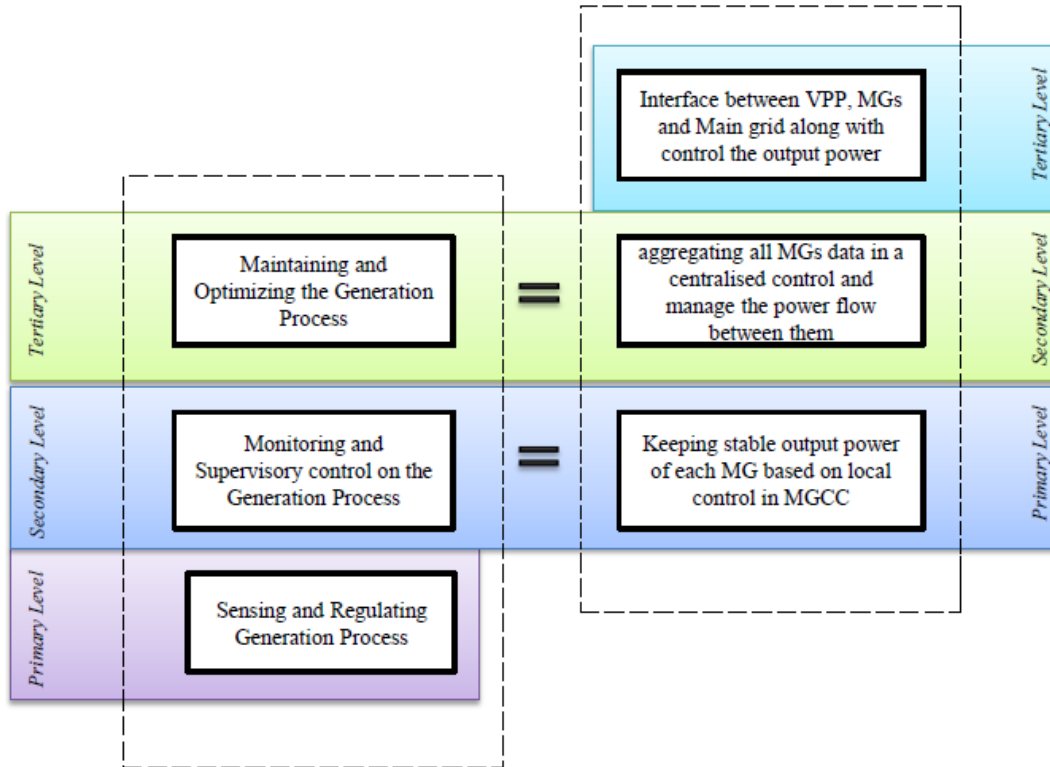 Interface between VPP, MGs
and Main grid along with
control the output power
Tertiary Level
Tertiary Level
Maintaining and
Optimizing the Generation
Process
=
aggregating all MGs data in a
centralised control and
manage the power flow
between them
Secondary Level
Secondary Level
Monitoring and
Supervisory control on the
Generation Process
=
Keeping stable output power
of each MG based on local
control in MGCC
Primary Level
Primary Level
Sensing and Regulating
Generation Process